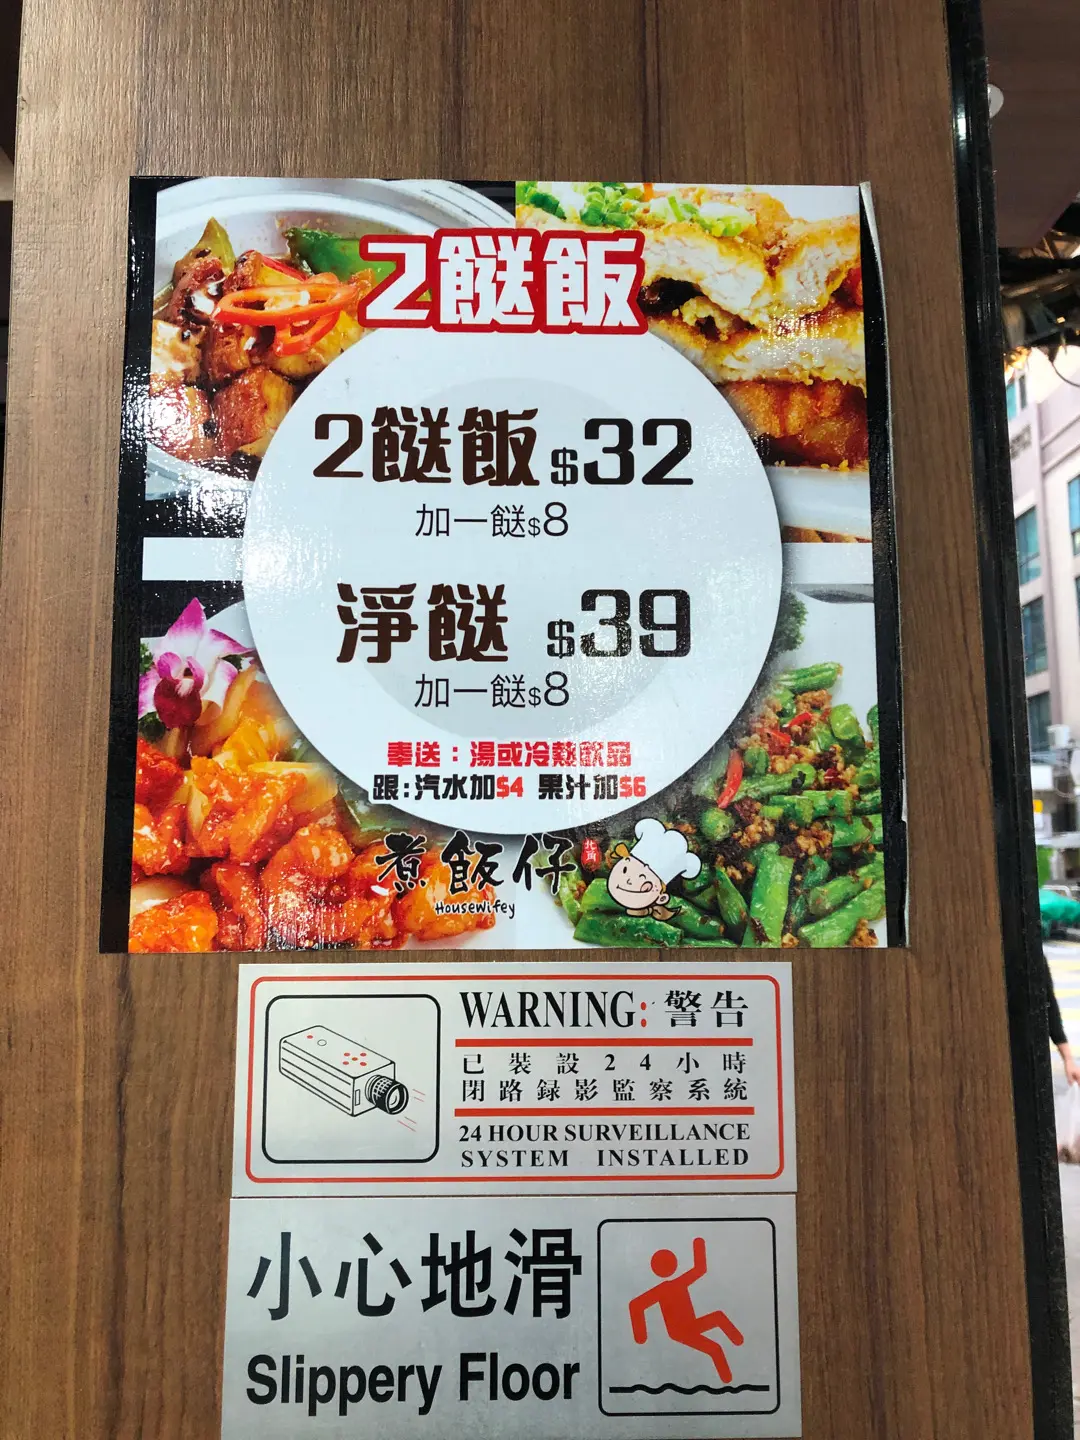 2餸飯
2餸飯$32
加一餸$8
淨餸 $39
加一餸$8
奉送：湯或冷熱飲品
跟：汽水加$4 果汁加$6
煮飯仔
北角
Housewifey
WARNING: 警告
已裝設24小時
閉路録影監察系統
24 HOUR SURVEILLANCE
SYSTEM INSTALLED
小心地滑
Slippery Floor